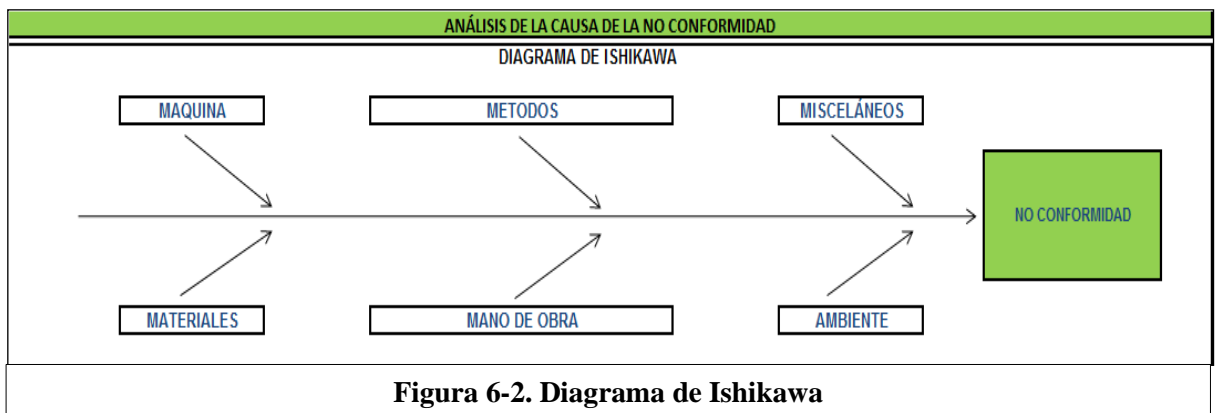 ANÁLISIS DE LA CAUSA DE LA NO CONFORMIDAD
DIAGRAMA DE ISHIKAWA
MAQUINA
METODOS
MISCELÁNEOS
NO CONFORMIDAD
MATERIALES
MANO DE OBRA
AMBIENTE
Figura 6-2. Diagrama de Ishikawa